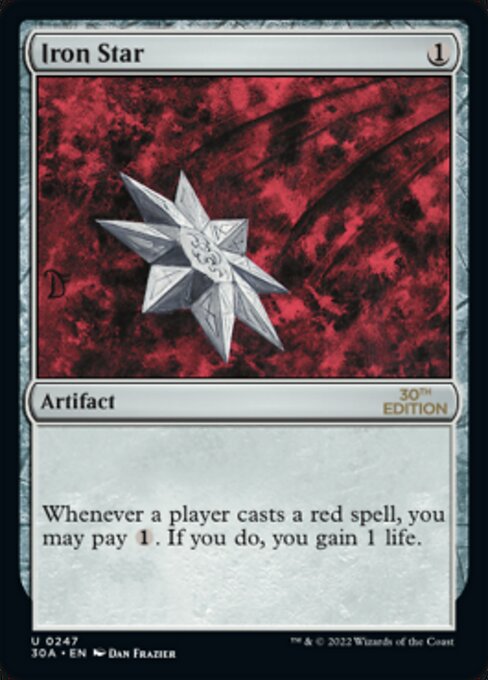 Iron Star 1
DF
Artifact
30TH
EDITION
Whenever a player casts a red spell, you
may pay 1. If you do, you gain 1 life.
U 0247
30A • EN Dan Frazier
™ & © 2022 Wizards of the Coast